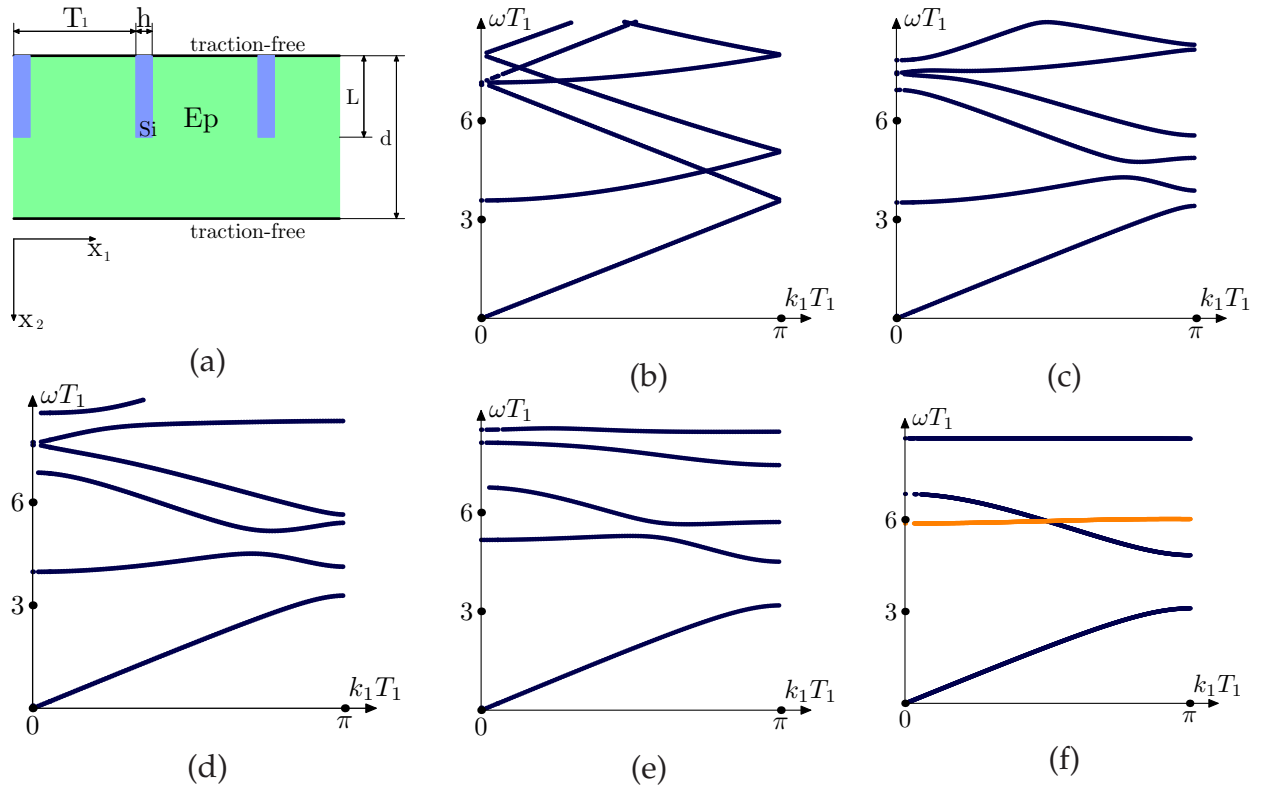 T₁ h
traction-free
L
d
Ep
Si
traction-free
x₁
x₂
(a)
ωT₁
6
3
k₁T₁
0
π
(b)
ωT₁
6
3
k₁T₁
0
π
(c)
ωT₁
6
3
k₁T₁
0
π
(d)
ωT₁
6
3
k₁T₁
0
π
(e)
ωT₁
6
3
k₁T₁
0
π
(f)